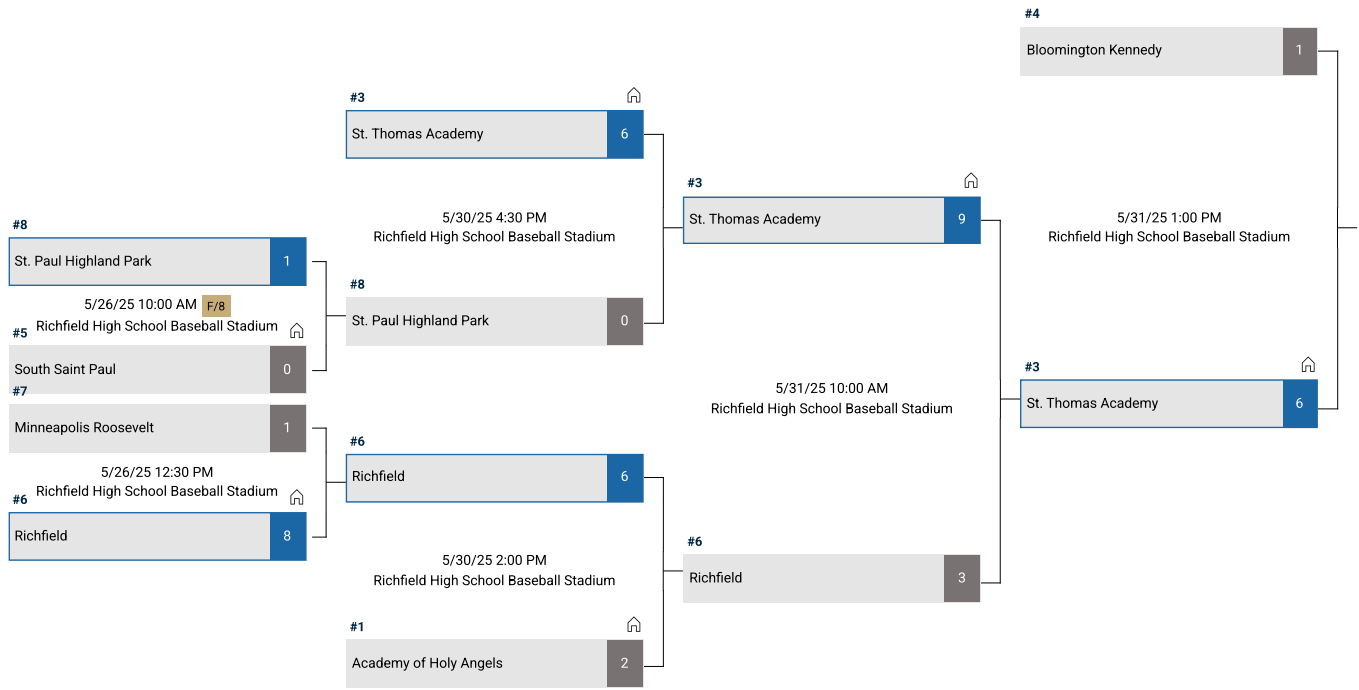 #4
Bloomington Kennedy 1
#3
St. Thomas Academy 6
#3
St. Thomas Academy 9
5/30/25 4:30 PM
Richfield High School Baseball Stadium
5/31/25 1:00 PM
Richfield High School Baseball Stadium
#8
St. Paul Highland Park 1
5/26/25 10:00 AM F/8
Richfield High School Baseball Stadium
#5
South Saint Paul 0
#8
St. Paul Highland Park 0
#7
Minneapolis Roosevelt 1
5/26/25 12:30 PM
Richfield High School Baseball Stadium
#6
Richfield 8
5/31/25 10:00 AM
Richfield High School Baseball Stadium
#3
St. Thomas Academy 6
#6
Richfield 6
5/30/25 2:00 PM
Richfield High School Baseball Stadium
#6
Richfield 3
#1
Academy of Holy Angels 2